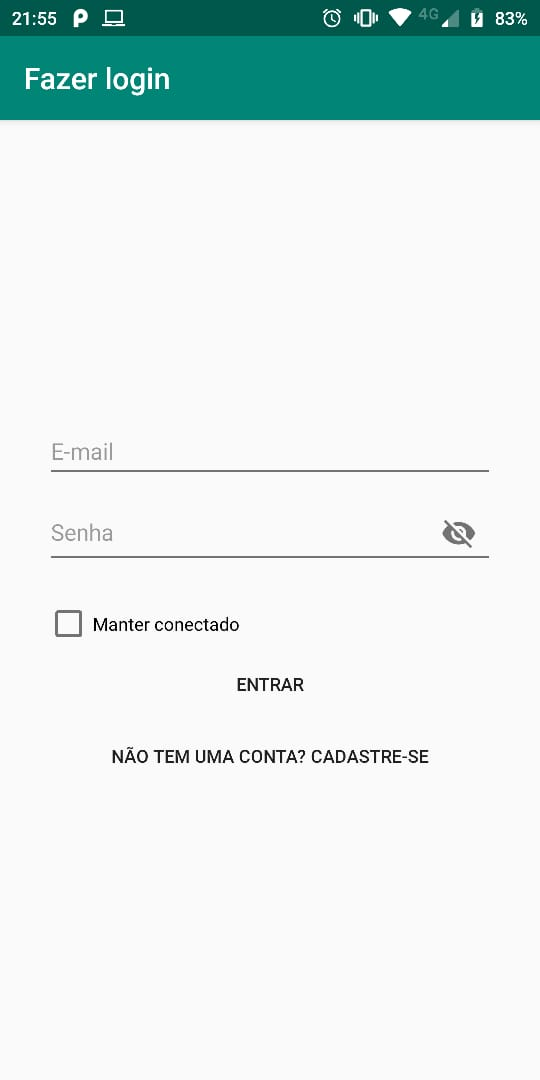 21:55 4G 83%
Fazer login
E-mail
Senha
Manter conectado
ENTRAR
NÃO TEM UMA CONTA? CADASTRE-SE